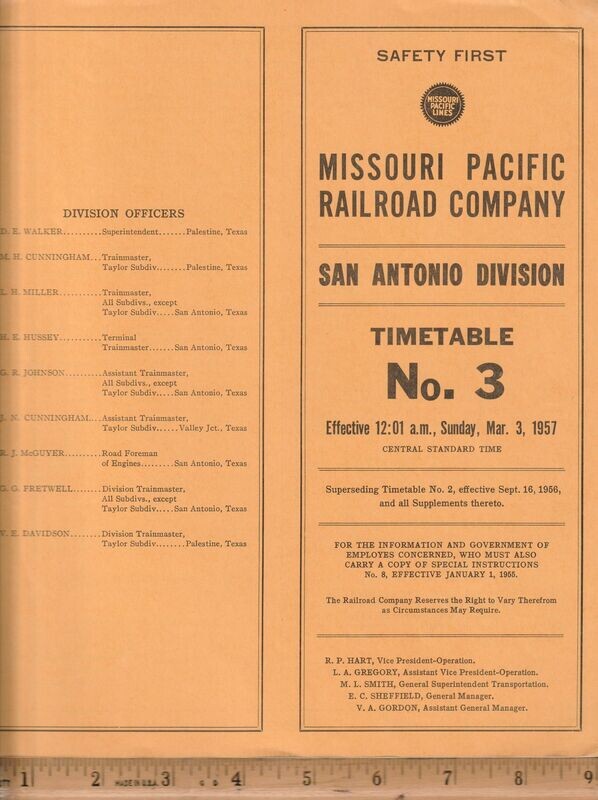 DIVISION OFFICERS
D. E. WALKER..........Superintendent.......Palestine, Texas
M. H. CUNNINGHAM...Trainmaster,
Taylor Subdiv.......Palestine, Texas
L. H. MILLER...........Trainmaster,
All Subdivs., except
Taylor Subdiv.....San Antonio, Texas
H. E. HUSSEY...........Terminal
Trainmaster......San Antonio, Texas
G. R. JOHNSON.........Assistant Trainmaster,
All Subdivs., except
Taylor Subdiv.....San Antonio, Texas
J. N. CUNNINGHAM...Assistant Trainmaster,
Taylor Subdiv......Valley Jct., Texas
R. J. McGUYER.........Road Foreman
of Engines.........San Antonio, Texas
G. G. FRETWELL.......Division Trainmaster,
All Subdivs., except
Taylor Subdiv.....San Antonio, Texas
V. E. DAVIDSON........Division Trainmaster,
Taylor Subdiv........Palestine, Texas
SAFETY FIRST
MISSOURI
PACIFIC
LINES
MISSOURI PACIFIC
RAILROAD COMPANY
SAN ANTONIO DIVISION
TIMETABLE
No. 3
Effective 12:01 a.m., Sunday, Mar. 3, 1957
CENTRAL STANDARD TIME
Superseding Timetable No. 2, effective Sept. 16, 1956,
and all Supplements thereto.
FOR THE INFORMATION AND GOVERNMENT OF
EMPLOYES CONCERNED, WHO MUST ALSO
CARRY A COPY OF SPECIAL INSTRUCTIONS
No. 8, EFFECTIVE JANUARY 1, 1955.
The Railroad Company Reserves the Right to Vary Therefrom
as Circumstances May Require.
R. P. HART, Vice President-Operation.
L. A. GREGORY, Assistant Vice President-Operation.
M. L. SMITH, General Superintendent Transportation.
E. C. SHEFFIELD, General Manager.
V. A. GORDON, Assistant General Manager.
1 2 MADE IN U.S.A. 3 4 5 6 7 8 9